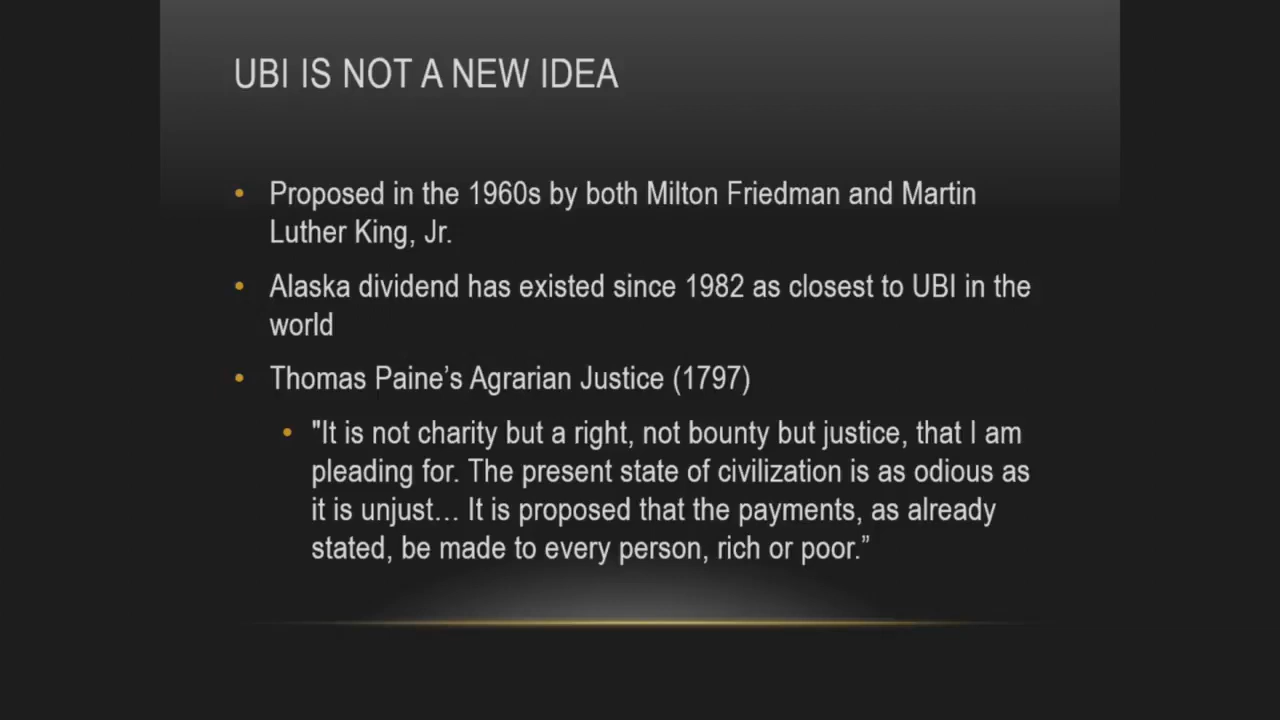 UBI IS NOT A NEW IDEA
• Proposed in the 1960s by both Milton Friedman and Martin
Luther King, Jr.
• Alaska dividend has existed since 1982 as closest to UBI in the
world
• Thomas Paine’s Agrarian Justice (1797)
• "It is not charity but a right, not bounty but justice, that I am
pleading for. The present state of civilization is as odious as
it is unjust… It is proposed that the payments, as already
stated, be made to every person, rich or poor.”